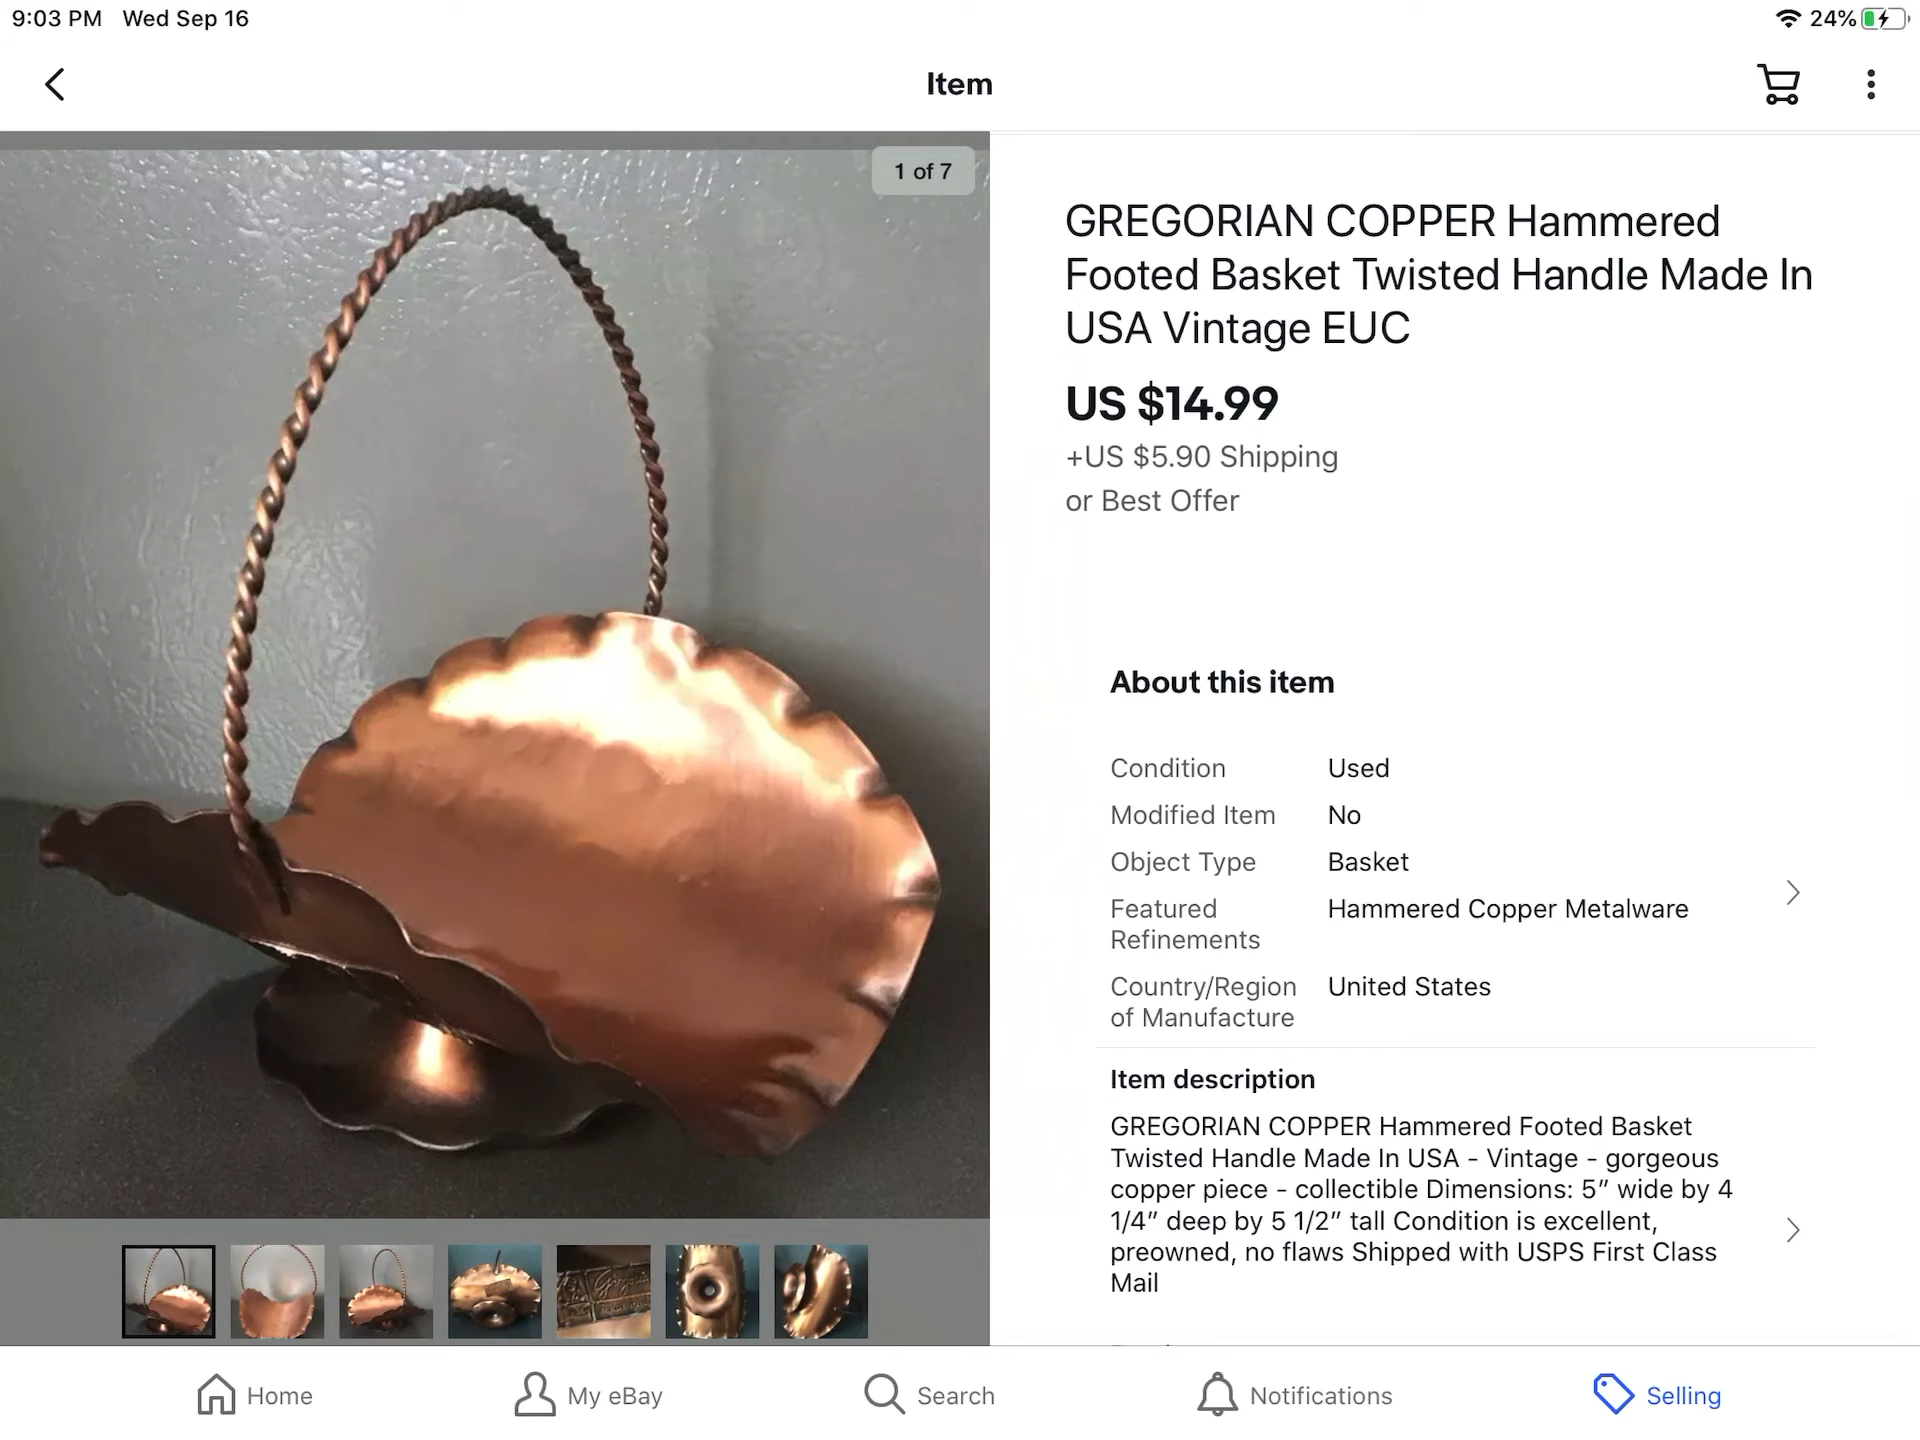 9:03 PM Wed Sep 16
24%
Item
1 of 7
GREGORIAN COPPER Hammered
Footed Basket Twisted Handle Made In
USA Vintage EUC
US $14.99
+US $5.90 Shipping
or Best Offer
About this item
Condition Used
Modified Item No
Object Type Basket
Featured Hammered Copper Metalware
Refinements
Country/Region United States
of Manufacture
Item description
GREGORIAN COPPER Hammered Footed Basket
Twisted Handle Made In USA - Vintage - gorgeous
copper piece - collectible Dimensions: 5” wide by 4
1/4” deep by 5 1/2” tall Condition is excellent,
preowned, no flaws Shipped with USPS First Class
Mail
Home
My eBay
Search
Notifications
Selling